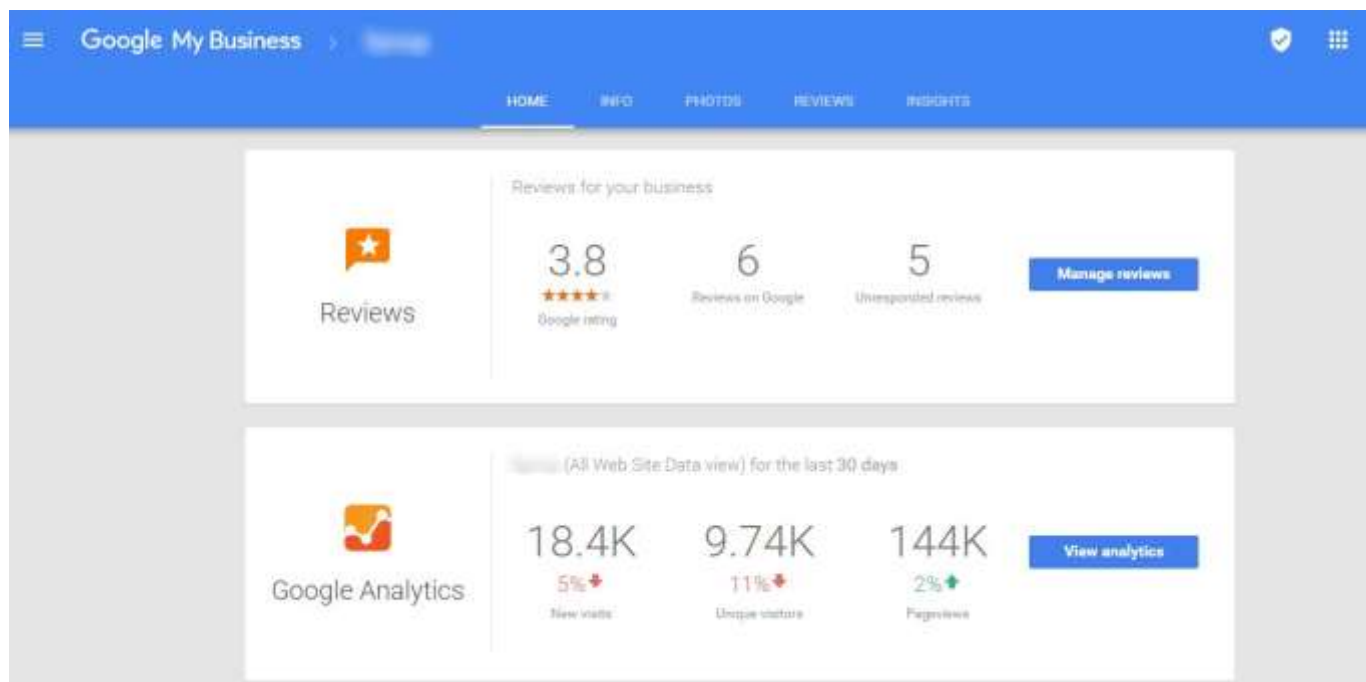 Google My Business >
HOME INFO PHOTOS REVIEWS INSIGHTS
Reviews for your business
Reviews
3.8 6 5
Google rating Reviews on Google Unresponded reviews
Manage reviews
(All Web Site Data view) for the last 30 days
Google Analytics
18.4K 9.74K 144K
5% 11% 2%
New visits Unique visitors Pageviews
View analytics